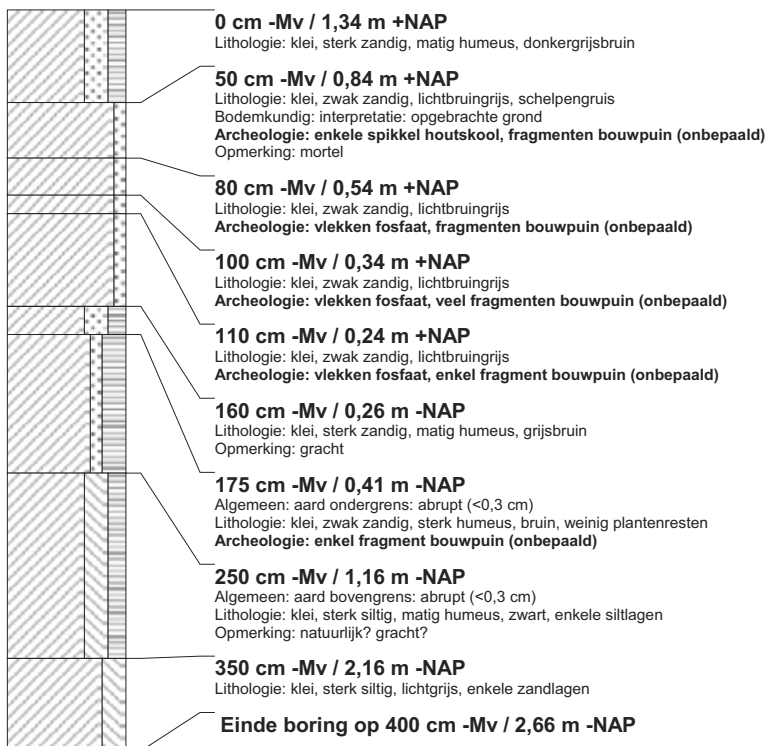 0 cm -Mv / 1,34 m +NAP
Lithologie: klei, sterk zandig, matig humeus, donkergrijsbruin
50 cm -Mv / 0,84 m +NAP
Lithologie: klei, zwak zandig, lichtbruingrijs, schelpengruis
Bodemkundig: interpretatie: opgebrachte grond
Archeologie: enkele spikkel houtskool, fragmenten bouwpuin (onbepaald)
Opmerking: mortel
80 cm -Mv / 0,54 m +NAP
Lithologie: klei, zwak zandig, lichtbruingrijs
Archeologie: vlekken fosfaat, fragmenten bouwpuin (onbepaald)
100 cm -Mv / 0,34 m +NAP
Lithologie: klei, zwak zandig, lichtbruingrijs
Archeologie: vlekken fosfaat, veel fragmenten bouwpuin (onbepaald)
110 cm -Mv / 0,24 m +NAP
Lithologie: klei, zwak zandig, lichtbruingrijs
Archeologie: vlekken fosfaat, enkel fragment bouwpuin (onbepaald)
160 cm -Mv / 0,26 m -NAP
Lithologie: klei, sterk zandig, matig humeus, grijsbruin
Opmerking: gracht
175 cm -Mv / 0,41 m -NAP
Algemeen: aard ondergrens: abrupt (<0,3 cm)
Lithologie: klei, zwak zandig, sterk humeus, bruin, weinig plantenresten
Archeologie: enkel fragment bouwpuin (onbepaald)
250 cm -Mv / 1,16 m -NAP
Algemeen: aard bovengrens: abrupt (<0,3 cm)
Lithologie: klei, sterk siltig, matig humeus, zwart, enkele siltlagen
Opmerking: natuurlijk? gracht?
350 cm -Mv / 2,16 m -NAP
Lithologie: klei, sterk siltig, lichtgrijs, enkele zandlagen
Einde boring op 400 cm -Mv / 2,66 m -NAP